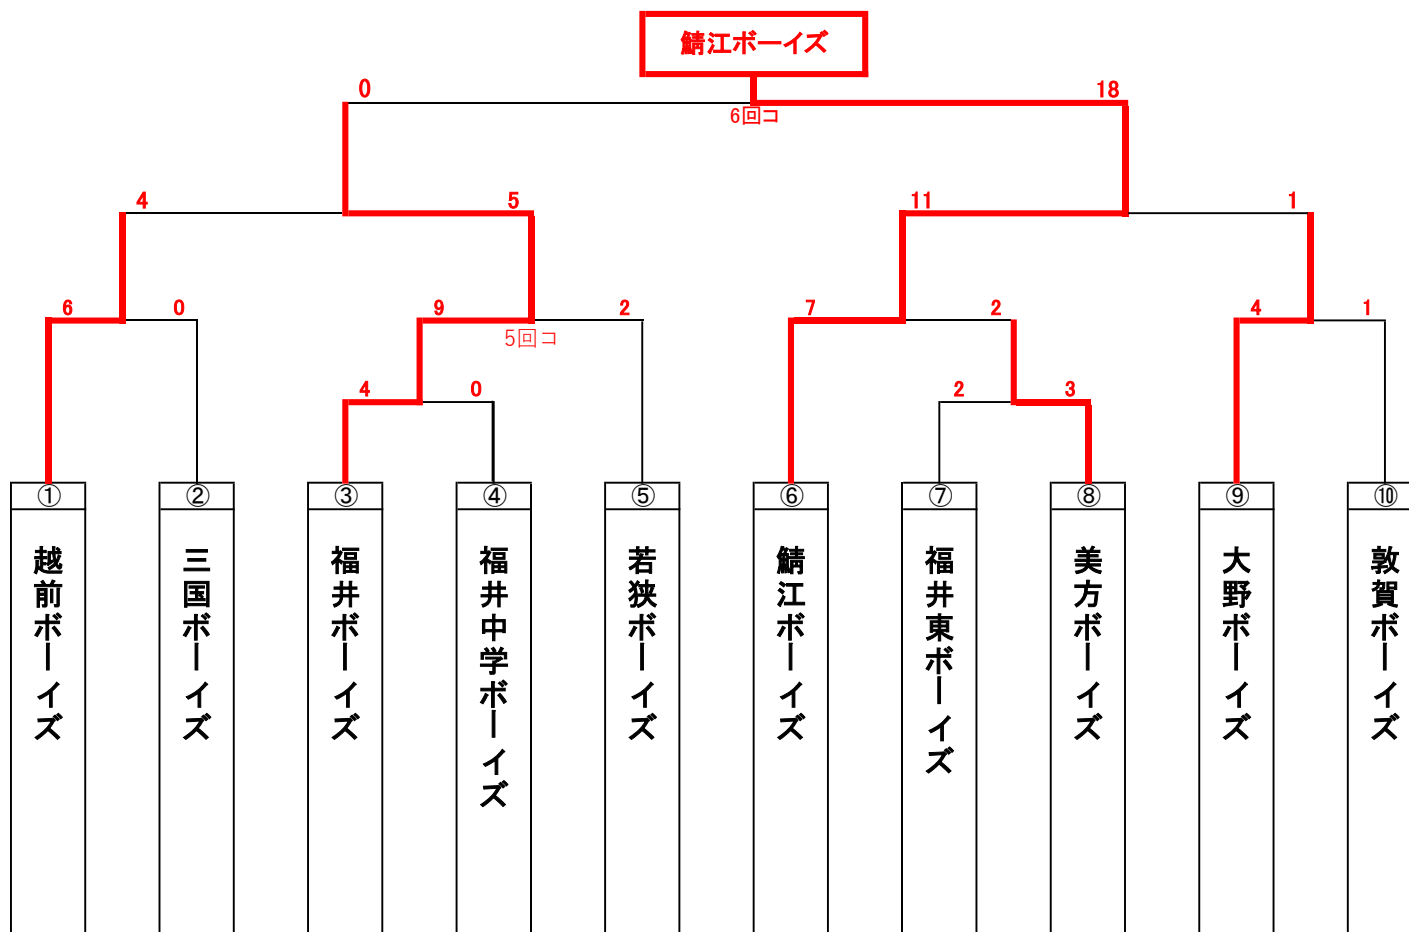 鯖江ボーイズ
0
18
6回コ
4
5
11
1
6
0
9
2
7
2
4
1
5回コ
4
0
2
3
①
②
③
④
⑤
⑥
⑦
⑧
⑨
⑩
越前ボーイズ
三国ボーイズ
福井ボーイズ
福井中学ボーイズ
若狭ボーイズ
鯖江ボーイズ
福井東ボーイズ
美方ボーイズ
大野ボーイズ
敦賀ボーイズ